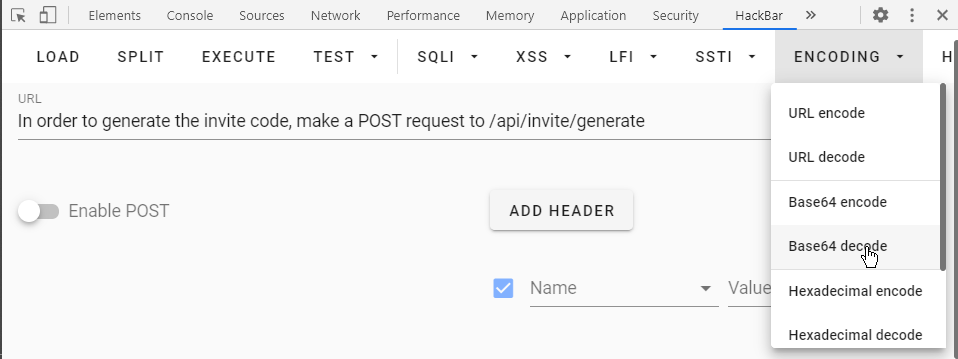 Elements Console Sources Network Performance Memory Application Security HackBar »
LOAD SPLIT EXECUTE TEST SQLI XSS LFI SSTI ENCODING H
URL
In order to generate the invite code, make a POST request to /api/invite/generate
URL encode
URL decode
Base64 encode
Enable POST
ADD HEADER
Base64 decode
Name
Value
Hexadecimal encode
Hexadecimal decode